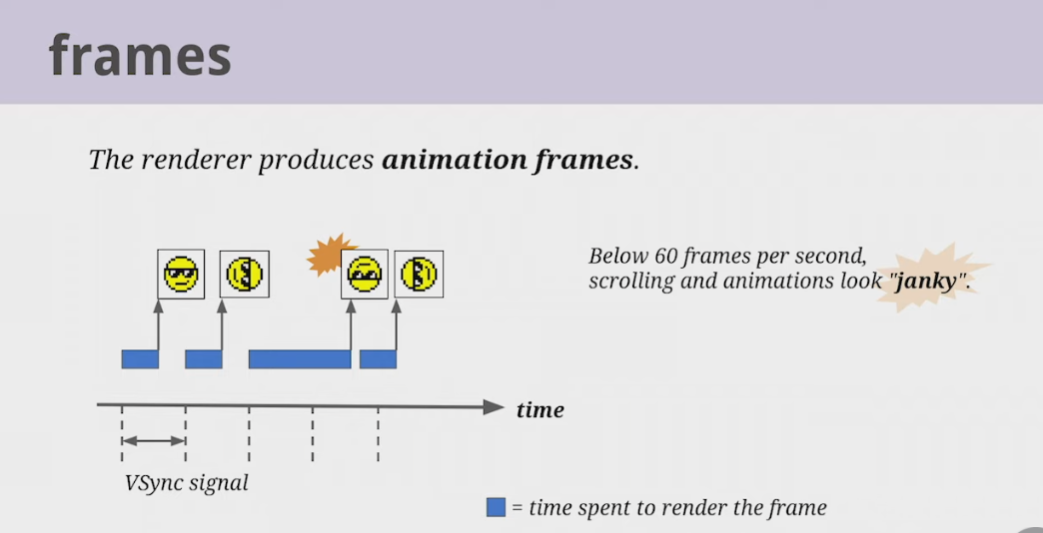 frames
The renderer produces animation frames.
Below 60 frames per second,
scrolling and animations look "janky".
time
VSync signal
= time spent to render the frame